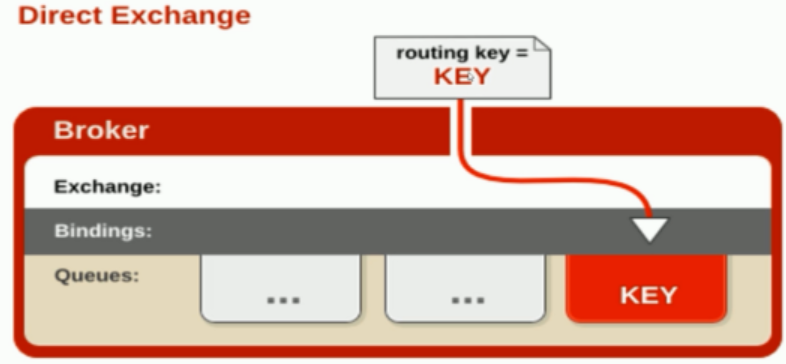 Direct Exchange
routing key =
KEY
Broker
Exchange:
Bindings:
Queues:
...
...
KEY